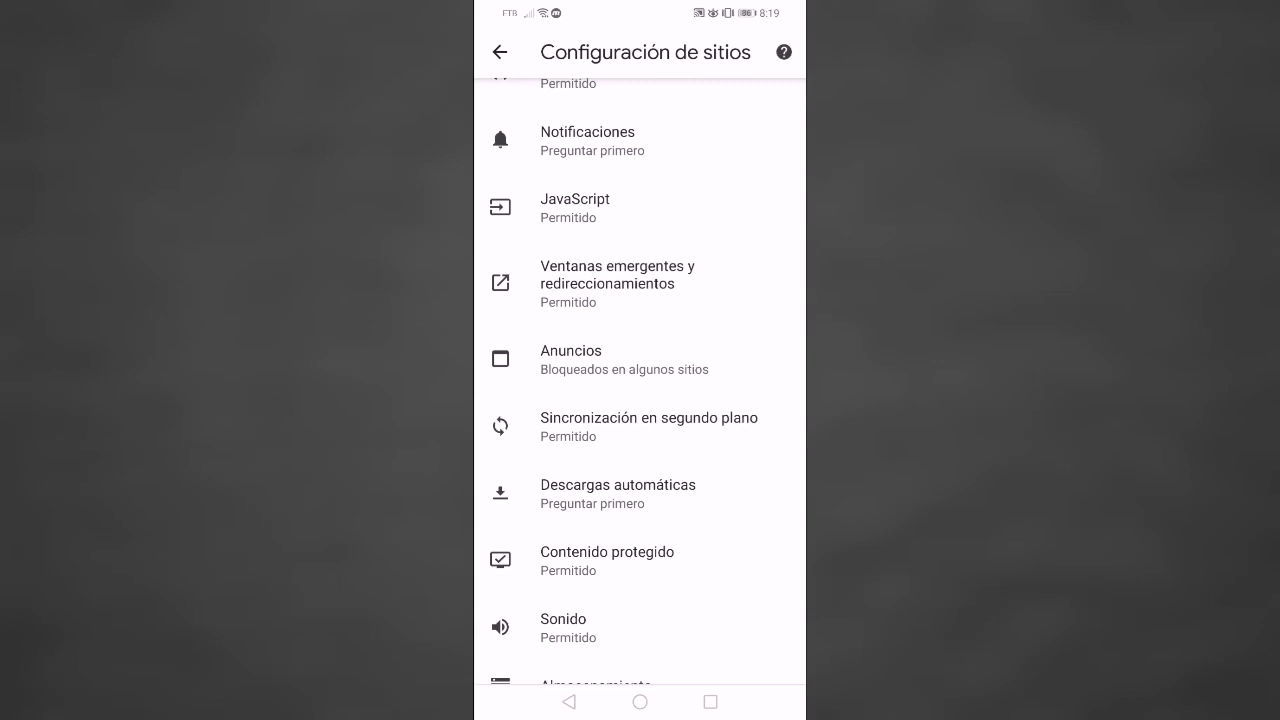 FTB 86 8:19
Configuración de sitios
Permitido
Notificaciones
Preguntar primero
JavaScript
Permitido
Ventanas emergentes y
redireccionamientos
Permitido
Anuncios
Bloqueados en algunos sitios
Sincronización en segundo plano
Permitido
Descargas automáticas
Preguntar primero
Contenido protegido
Permitido
Sonido
Permitido